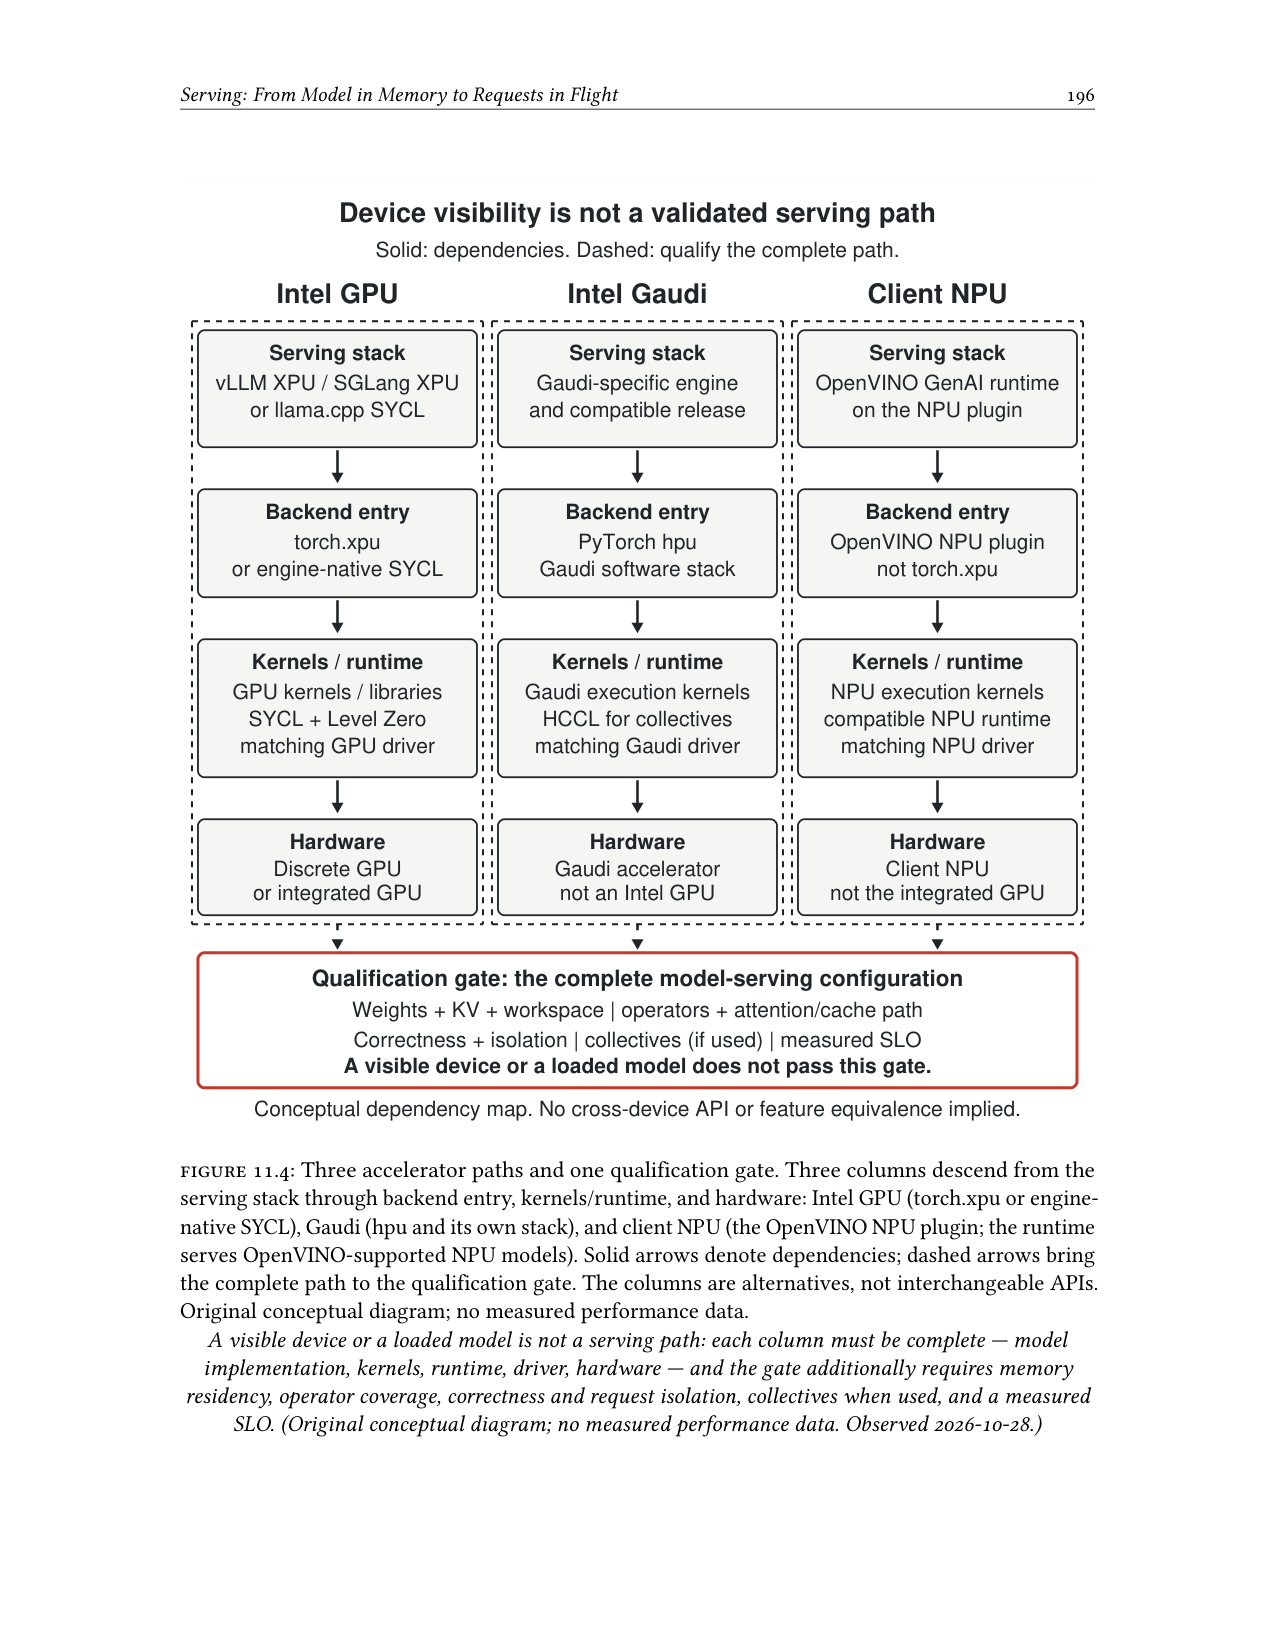 Serving: From Model in Memory to Requests in Flight 196
Device visibility is not a validated serving path
Solid: dependencies. Dashed: qualify the complete path.
Intel GPU
Serving stack
vLLM XPU / SGLang XPU
or llama.cpp SYCL
Backend entry
torch.xpu
or engine-native SYCL
Kernels / runtime
GPU kernels / libraries
SYCL + Level Zero
matching GPU driver
Hardware
Discrete GPU
or integrated GPU
Intel Gaudi
Serving stack
Gaudi-specific engine
and compatible release
Backend entry
PyTorch hpu
Gaudi software stack
Kernels / runtime
Gaudi execution kernels
HCCL for collectives
matching Gaudi driver
Hardware
Gaudi accelerator
not an Intel GPU
Client NPU
Serving stack
OpenVINO GenAI runtime
on the NPU plugin
Backend entry
OpenVINO NPU plugin
not torch.xpu
Kernels / runtime
NPU execution kernels
compatible NPU runtime
matching NPU driver
Hardware
Client NPU
not the integrated GPU
Qualification gate: the complete model-serving configuration
Weights + KV + workspace | operators + attention/cache path
Correctness + isolation | collectives (if used) | measured SLO
A visible device or a loaded model does not pass this gate.
Conceptual dependency map. No cross-device API or feature equivalence implied.
FIGURE 11.4: Three accelerator paths and one qualification gate. Three columns descend from the
serving stack through backend entry, kernels/runtime, and hardware: Intel GPU (torch.xpu or engine-
native SYCL), Gaudi (hpu and its own stack), and client NPU (the OpenVINO NPU plugin; the runtime
serves OpenVINO-supported NPU models). Solid arrows denote dependencies; dashed arrows bring
the complete path to the qualification gate. The columns are alternatives, not interchangeable APIs.
Original conceptual diagram; no measured performance data.
A visible device or a loaded model is not a serving path: each column must be complete — model
implementation, kernels, runtime, driver, hardware — and the gate additionally requires memory
residency, operator coverage, correctness and request isolation, collectives when used, and a measured
SLO. (Original conceptual diagram; no measured performance data. Observed 2026-10-28.)